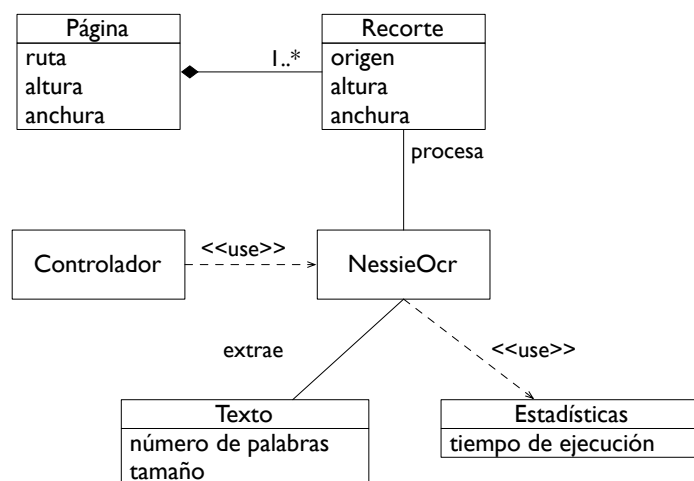 Página
ruta
altura
anchura
1..*
Recorte
origen
altura
anchura
procesa
Controlador
<<use>>
NessieOcr
extrae
<<use>>
Texto
número de palabras
tamaño
Estadísticas
tiempo de ejecución